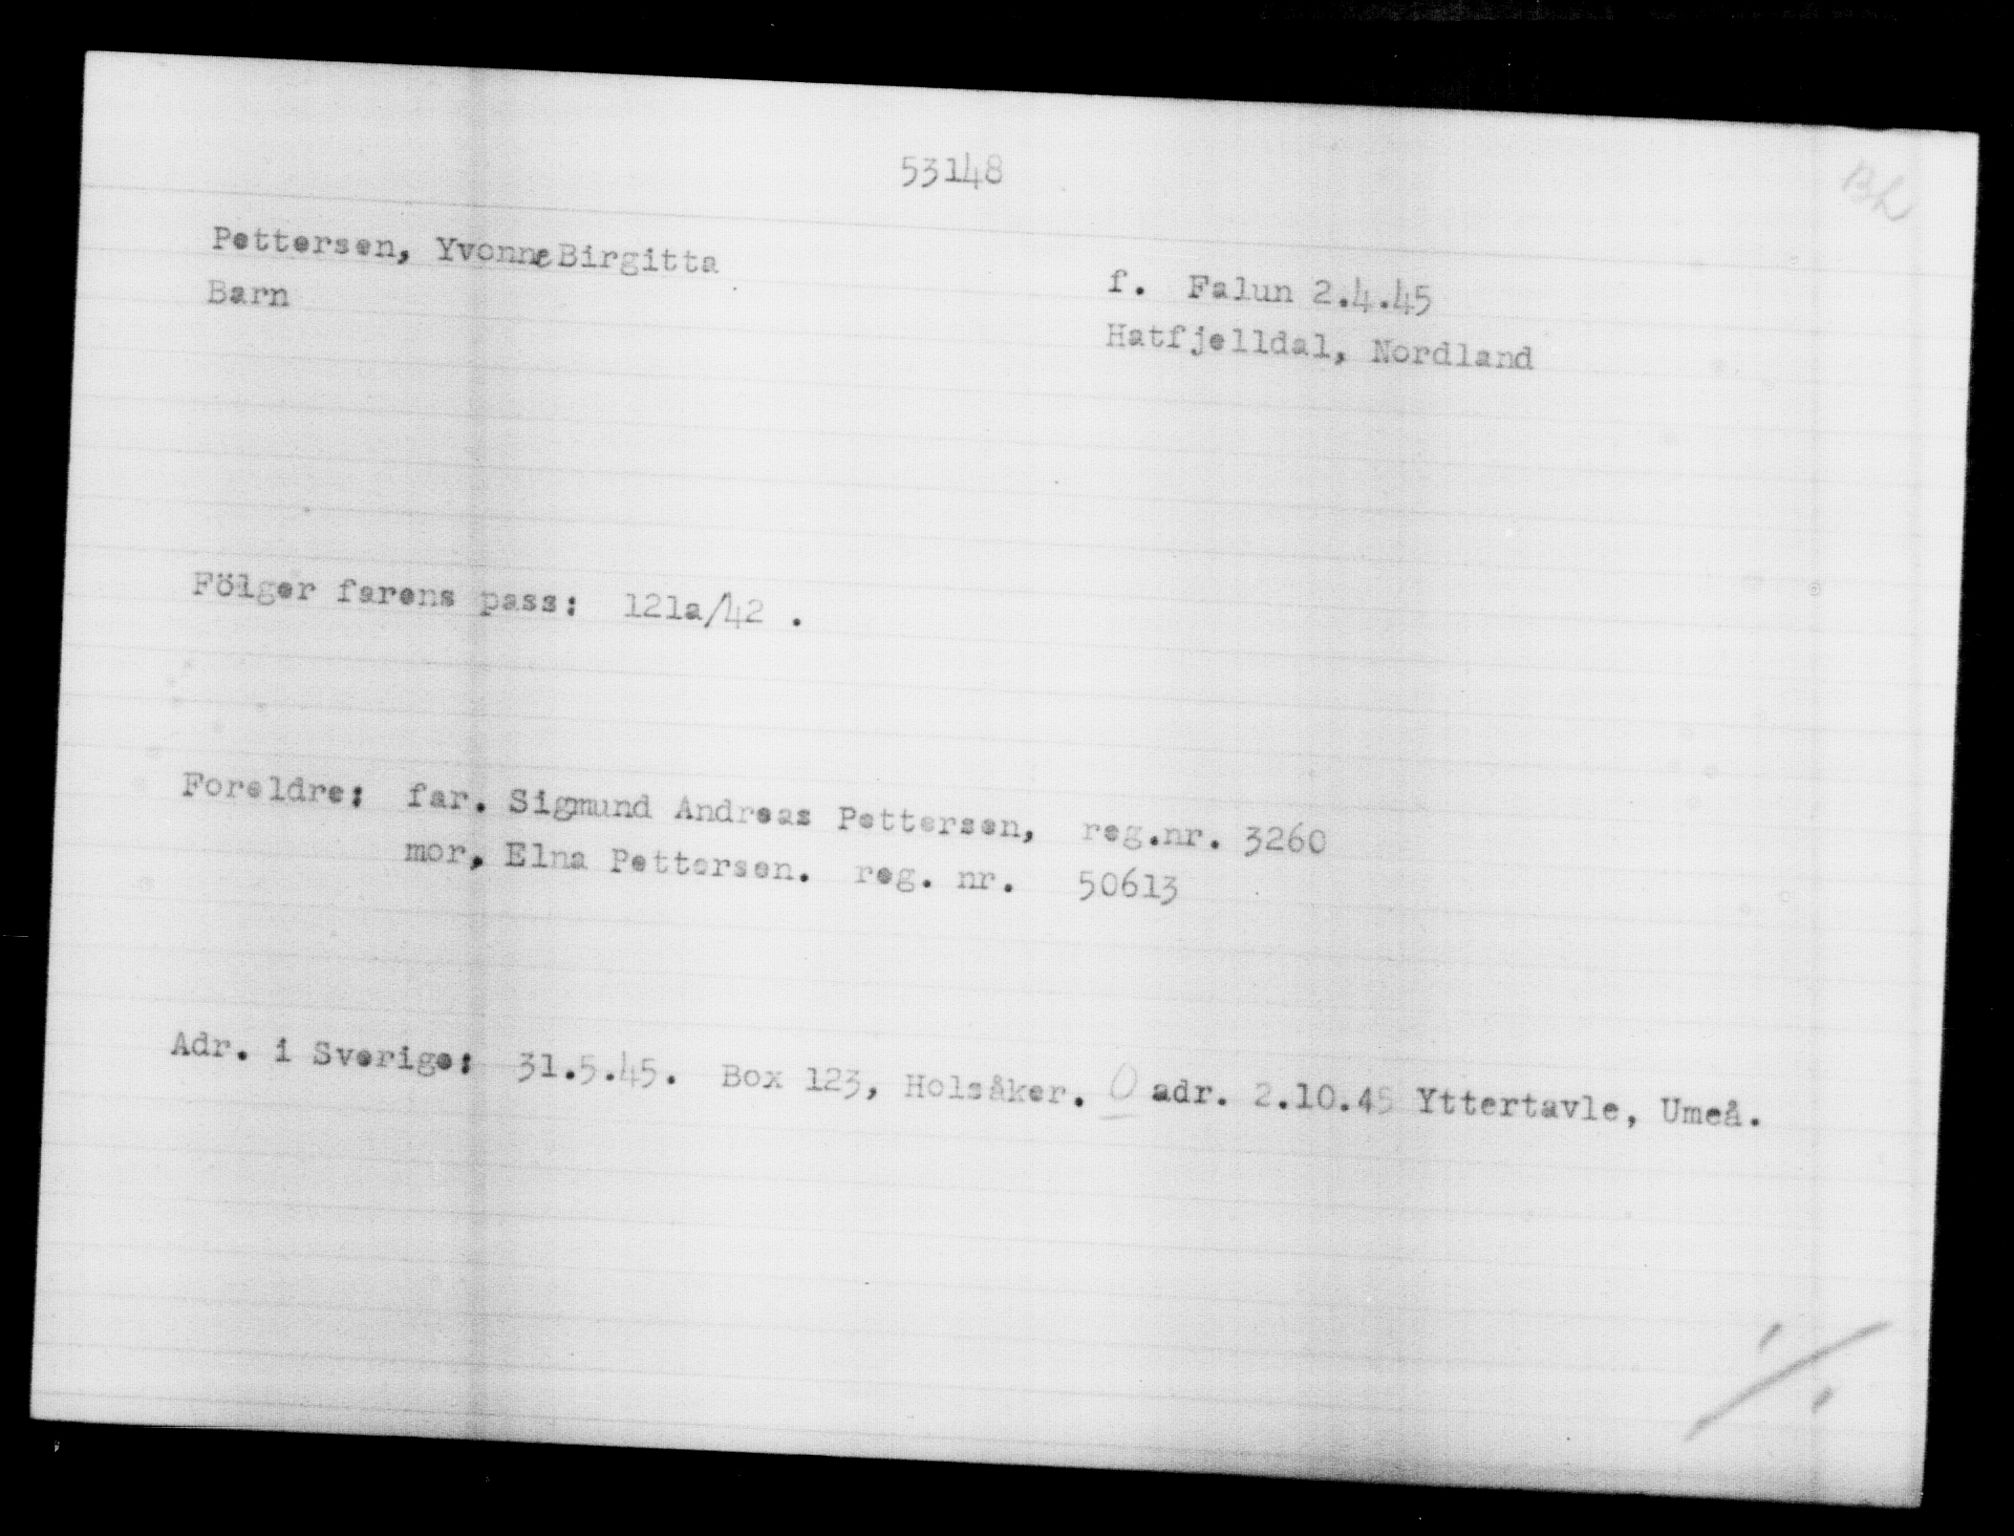 53148
Bh
Pettersen, Yvonne Birgitta
f. Falun 2.4.45
Barn
Hatfjelldal, Nordland
Fölger farens pass: 121a/42 .
Foreldre: far. Sigmund Andreas Pettersen, reg.nr. 3260
mor, Elna Pettersen. reg. nr. 50613
Adr. i Sverige: 31.5.45. Box 123, Holsåker. O adr. 2.10.45 Yttertavle, Umeå.